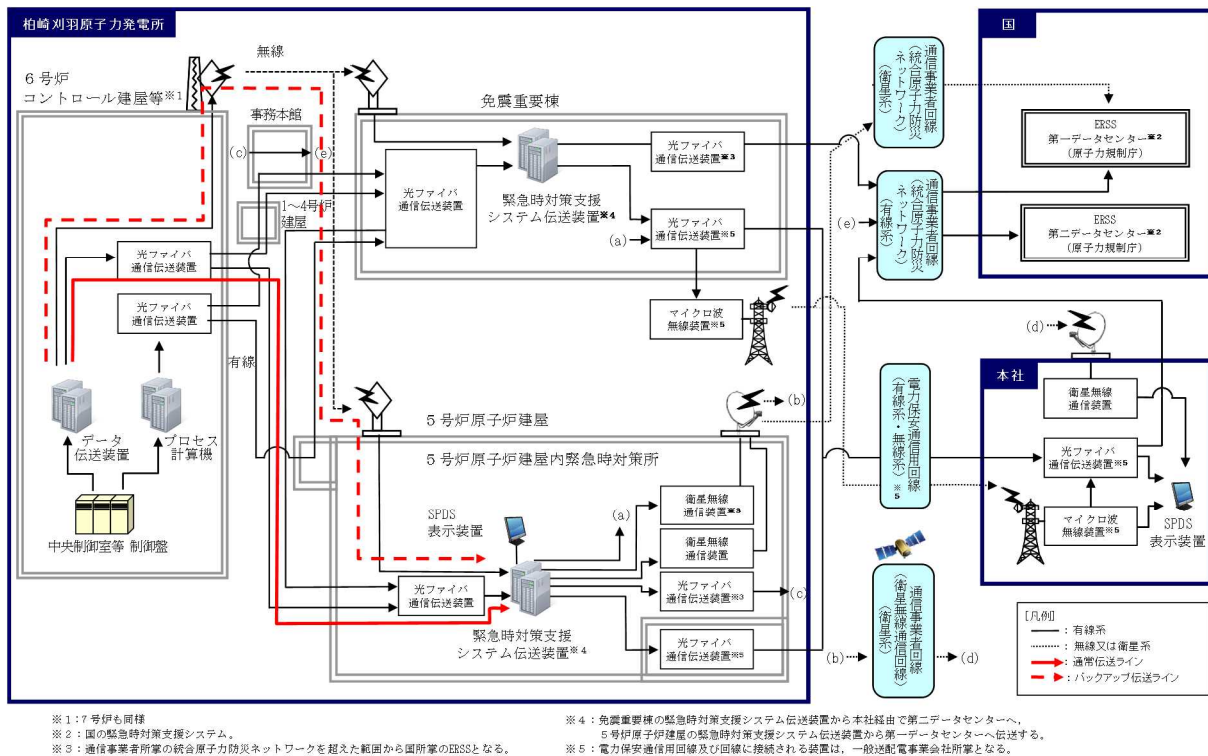 柏崎刈羽原子力発電所
6号炉
コントロール建屋等※1
無線
事務本館
(c)
(e)
1～4号炉
建屋
免震重要棟
光ファイバ
通信伝送装置
緊急時対策支援
システム伝送装置※4
光ファイバ
通信伝送装置※3
(a)
光ファイバ
通信伝送装置※5
マイクロ波
無線装置※5
光ファイバ
通信伝送装置
光ファイバ
通信伝送装置
有線
データ
伝送装置
プロセス
計算機
中央制御室等 制御盤
5号炉原子炉建屋
5号炉原子炉建屋内緊急時対策所
(b)
SPDS
表示装置
(a)
衛星無線
通信装置※3
衛星無線
通信装置
光ファイバ
通信伝送装置
光ファイバ
通信伝送装置※3
(c)
緊急時対策支援
システム伝送装置※4
光ファイバ
通信伝送装置※5
通信事業者回線
(統合原子力防災
ネットワーク)
(衛星系)
(e)
通信事業者回線
(統合原子力防災
ネットワーク)
(有線系)
電力保安通信用回線
(有線系・無線系)
※5
(b)
通信事業者回線
(衛星無線通信回線)
(衛星系)
(d)
国
ERSS
第一データセンター※2
(原子力規制庁)
ERSS
第二データセンター※2
(原子力規制庁)
(d)
本社
衛星無線
通信装置
光ファイバ
通信伝送装置※5
マイクロ波
無線装置※5
SPDS
表示装置
[凡例]
：有線系
：無線又は衛星系
：通常伝送ライン
：バックアップ伝送ライン
※1：7号炉も同様
※2：国の緊急時対策支援システム。
※3：通信事業者所掌の統合原子力防災ネットワークを超えた範囲から国所掌のERSSとなる。
※4：免震重要棟の緊急時対策支援システム伝送装置から本社経由で第二データセンターへ,
5号炉原子炉建屋の緊急時対策支援システム伝送装置から第一データセンターへ伝送する。
※5：電力保安通信用回線及び回線に接続される装置は，一般送配電事業会社所掌となる。